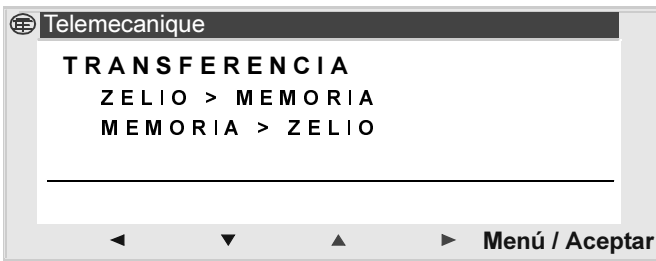 Telemecanique
TRANSFERENCIA
ZELIO > MEMORIA
MEMORIA > ZELIO
Menú / Aceptar